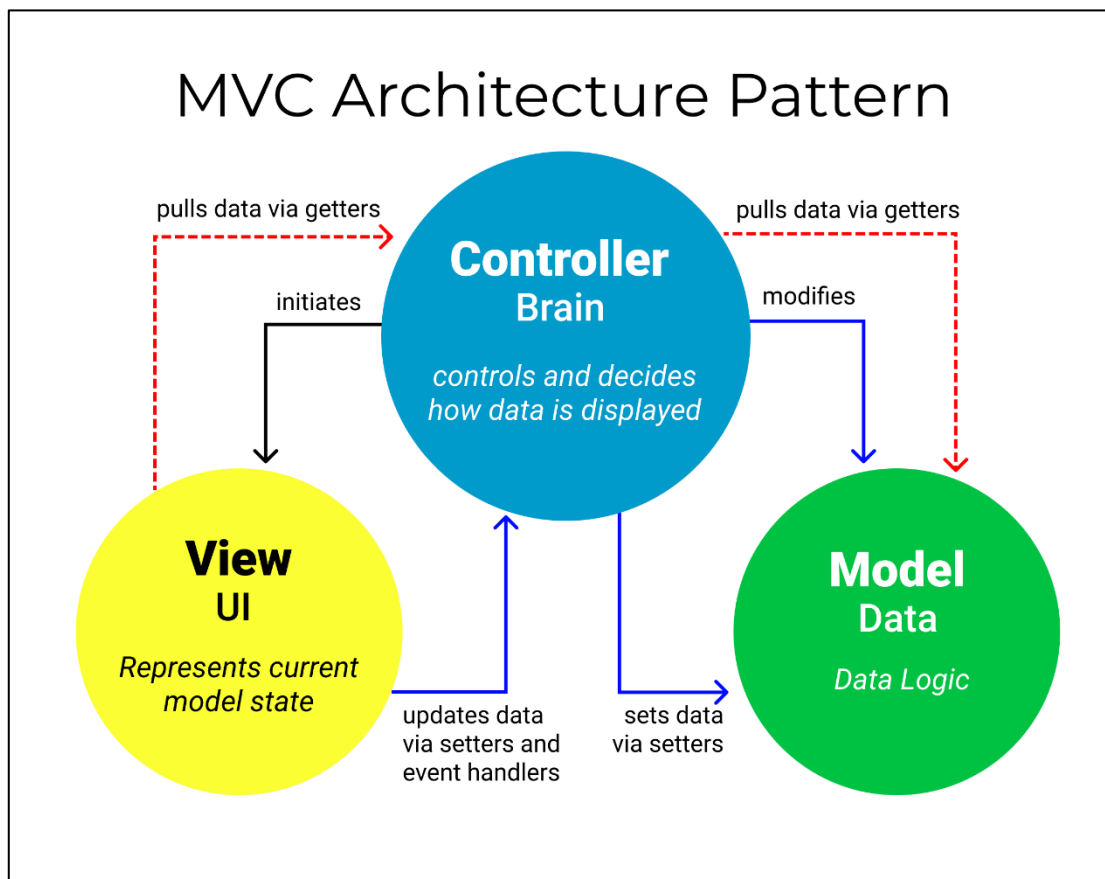 MVC Architecture Pattern
pulls data via getters
pulls data via getters
Controller
Brain
initiates
modifies
controls and decides
how data is displayed
View
UI
Represents current
model state
Model
Data
Data Logic
updates data
via setters and
event handlers
sets data
via setters